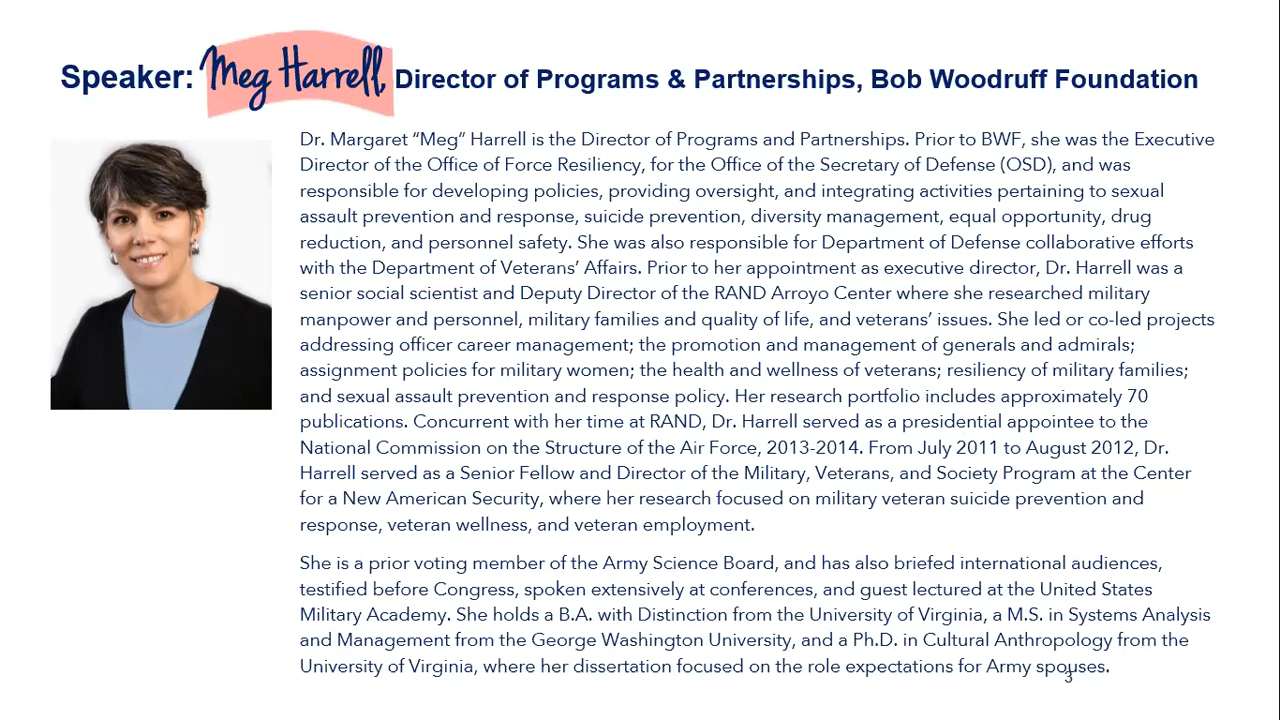 Speaker: Meg Harrell, Director of Programs & Partnerships, Bob Woodruff Foundation
Dr. Margaret “Meg” Harrell is the Director of Programs and Partnerships. Prior to BWF, she was the Executive
Director of the Office of Force Resiliency, for the Office of the Secretary of Defense (OSD), and was
responsible for developing policies, providing oversight, and integrating activities pertaining to sexual
assault prevention and response, suicide prevention, diversity management, equal opportunity, drug
reduction, and personnel safety. She was also responsible for Department of Defense collaborative efforts
with the Department of Veterans’ Affairs. Prior to her appointment as executive director, Dr. Harrell was a
senior social scientist and Deputy Director of the RAND Arroyo Center where she researched military
manpower and personnel, military families and quality of life, and veterans’ issues. She led or co-led projects
addressing officer career management; the promotion and management of generals and admirals;
assignment policies for military women; the health and wellness of veterans; resiliency of military families;
and sexual assault prevention and response policy. Her research portfolio includes approximately 70
publications. Concurrent with her time at RAND, Dr. Harrell served as a presidential appointee to the
National Commission on the Structure of the Air Force, 2013-2014. From July 2011 to August 2012, Dr.
Harrell served as a Senior Fellow and Director of the Military, Veterans, and Society Program at the Center
for a New American Security, where her research focused on military veteran suicide prevention and
response, veteran wellness, and veteran employment.
She is a prior voting member of the Army Science Board, and has also briefed international audiences,
testified before Congress, spoken extensively at conferences, and guest lectured at the United States
Military Academy. She holds a B.A. with Distinction from the University of Virginia, a M.S. in Systems Analysis
and Management from the George Washington University, and a Ph.D. in Cultural Anthropology from the
University of Virginia, where her dissertation focused on the role expectations for Army spouses.
3